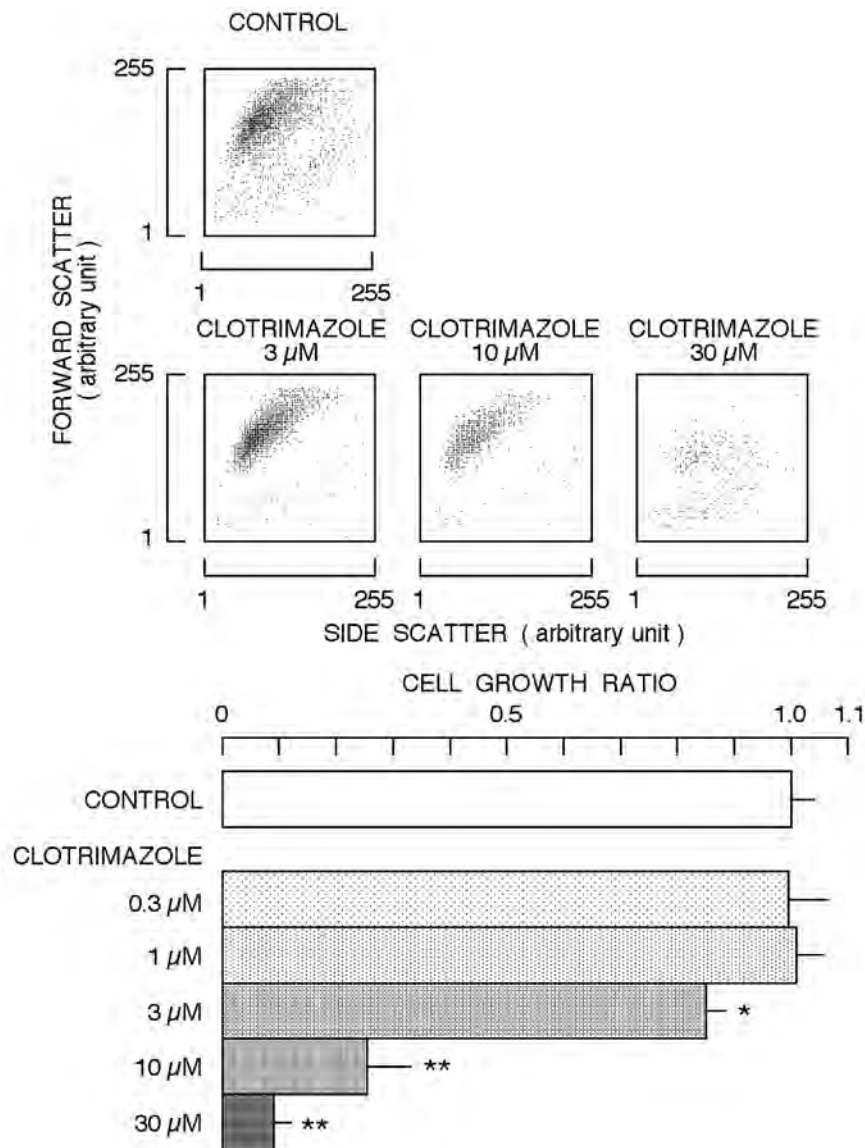 CONTROL
255
1
1 255
FORWARD SCATTER
( arbitrary unit )
CLOTRIMAZOLE CLOTRIMAZOLE CLOTRIMAZOLE
3 µM 10 µM 30 µM
255
1
1 255 1 255 1 255
SIDE SCATTER ( arbitrary unit )
CELL GROWTH RATIO
0 0.5 1.0 1.1
CONTROL
CLOTRIMAZOLE
0.3 µM
1 µM
3 µM *
10 µM **
30 µM **